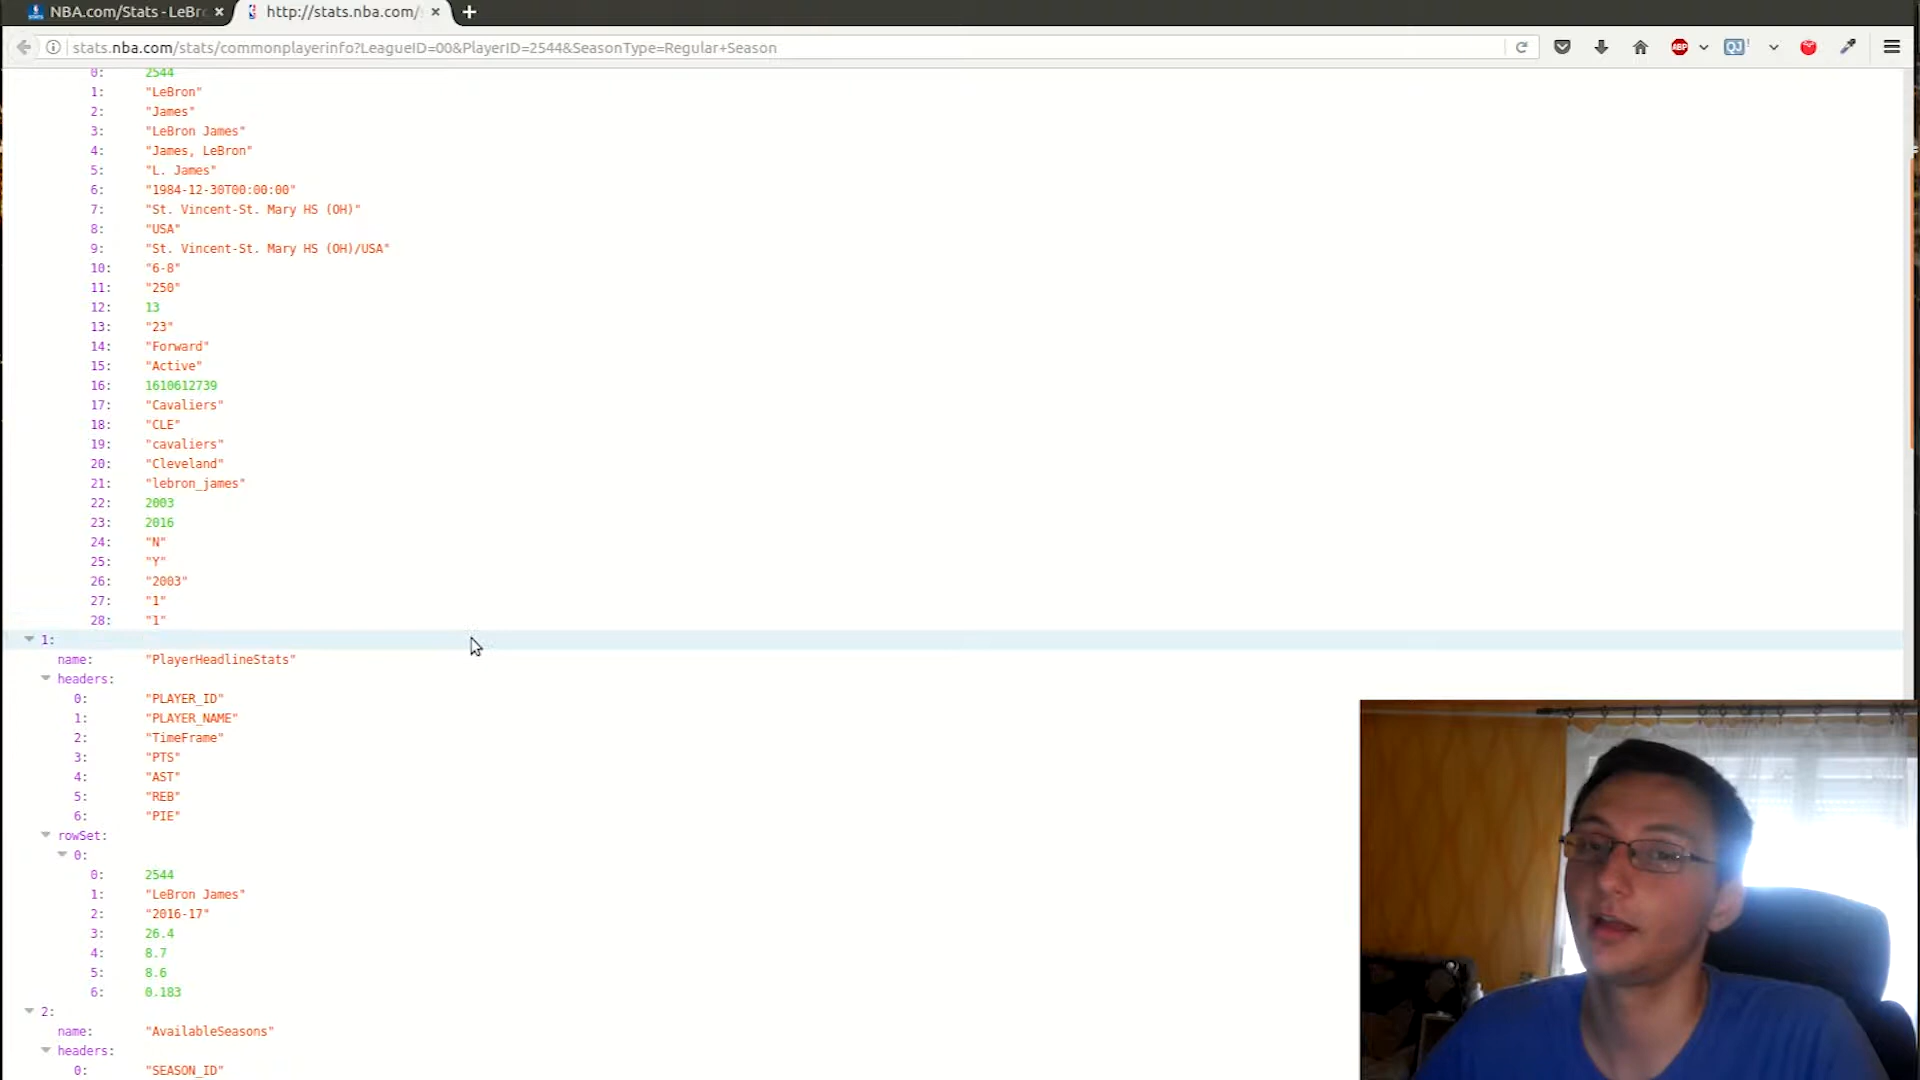 NBA.com/Stats - LeBr
http://stats.nba.com/
stats.nba.com/stats/commonplayerinfo?LeagueID=00&PlayerID=2544&SeasonType=Regular+Season
ABP
QJ
0: 2544
1: "LeBron"
2: "James"
3: "LeBron James"
4: "James, LeBron"
5: "L. James"
6: "1984-12-30T00:00:00"
7: "St. Vincent-St. Mary HS (OH)"
8: "USA"
9: "St. Vincent-St. Mary HS (OH)/USA"
10: "6-8"
11: "250"
12: 13
13: "23"
14: "Forward"
15: "Active"
16: 1610612739
17: "Cavaliers"
18: "CLE"
19: "cavaliers"
20: "Cleveland"
21: "lebron_james"
22: 2003
23: 2016
24: "N"
25: "Y"
26: "2003"
27: "1"
28: "1"
1:
name: "PlayerHeadlineStats"
headers:
0: "PLAYER_ID"
1: "PLAYER_NAME"
2: "TimeFrame"
3: "PTS"
4: "AST"
5: "REB"
6: "PIE"
rowSet:
0:
0: 2544
1: "LeBron James"
2: "2016-17"
3: 26.4
4: 8.7
5: 8.6
6: 0.183
2:
name: "AvailableSeasons"
headers:
0: "SEASON_ID"